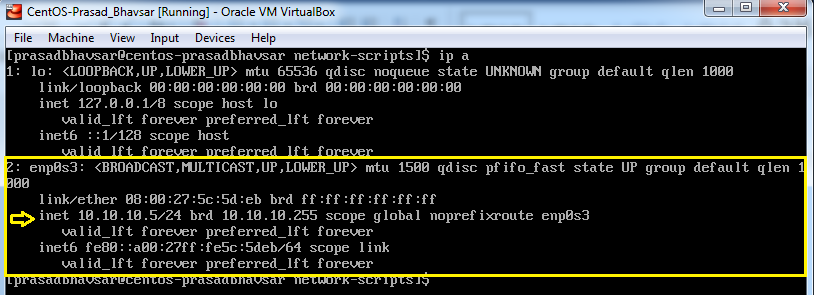 CentOS-Prasad_Bhavsar [Running] - Oracle VM VirtualBox
File Machine View Input Devices Help
[prasadbhavsar@centos-prasadbhavsar network-scripts]$ ip a
1: lo: <LOOPBACK,UP,LOWER_UP> mtu 65536 qdisc noqueue state UNKNOWN group default qlen 1000
link/loopback 00:00:00:00:00:00 brd 00:00:00:00:00:00
inet 127.0.0.1/8 scope host lo
valid_lft forever preferred_lft forever
inet6 ::1/128 scope host
valid_lft forever preferred_lft forever
2: enp0s3: <BROADCAST,MULTICAST,UP,LOWER_UP> mtu 1500 qdisc pfifo_fast state UP group default qlen 1
000
link/ether 08:00:27:5c:5d:eb brd ff:ff:ff:ff:ff:ff
inet 10.10.10.5/24 brd 10.10.10.255 scope global noprefixroute enp0s3
valid_lft forever preferred_lft forever
inet6 fe80::a00:27ff:fe5c:5deb/64 scope link
valid_lft forever preferred_lft forever
[prasadbhavsar@centos-prasadbhavsar network-scripts]$